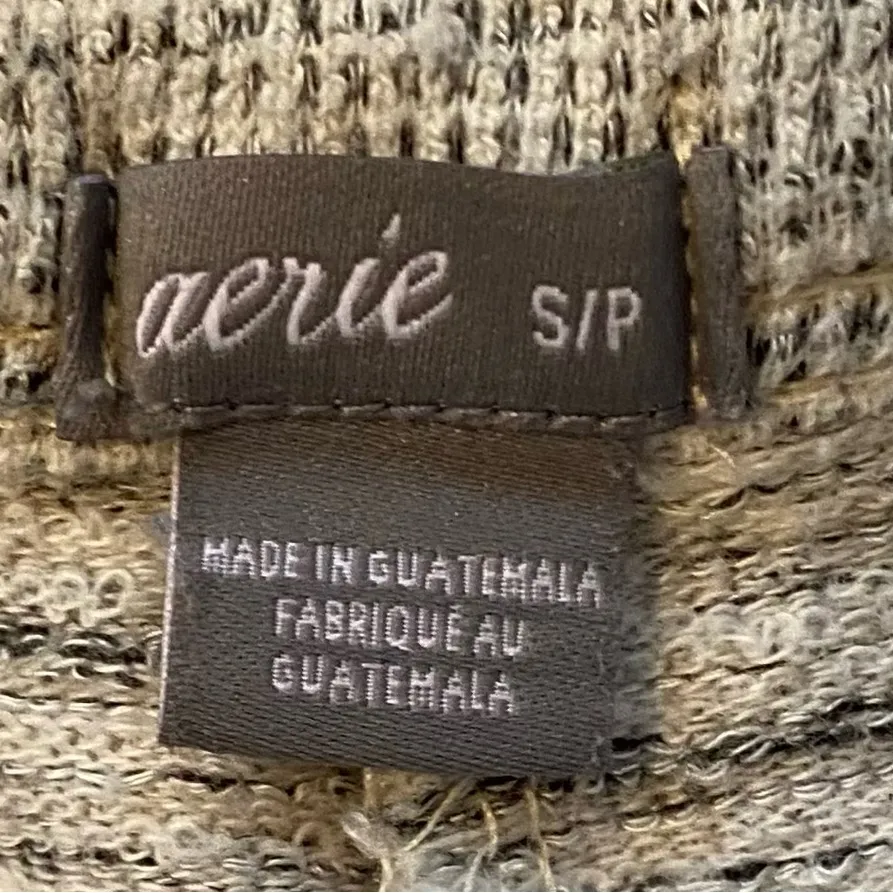 aerie S/P
MADE IN GUATEMALA
FABRIQUÉ AU
GUATEMALA